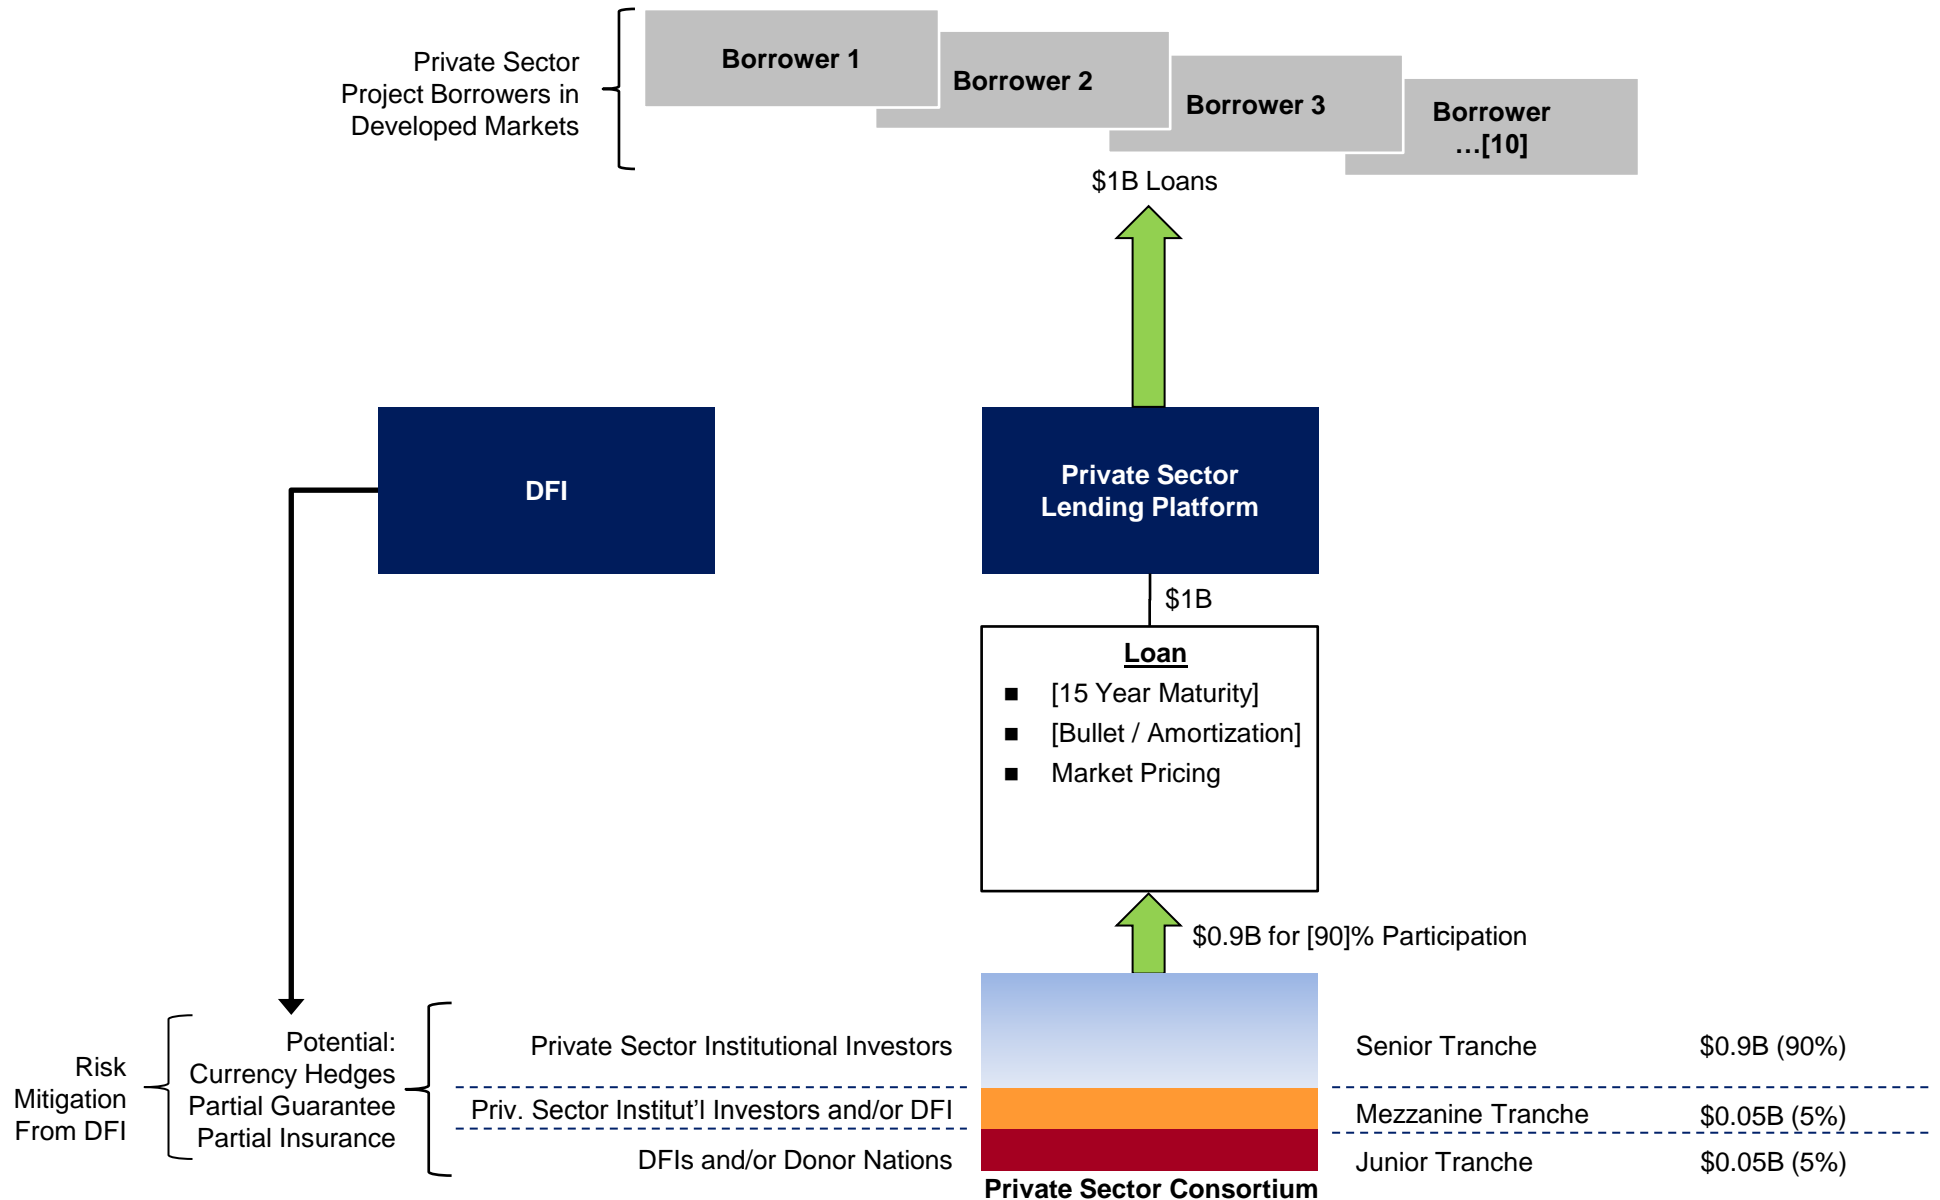 Private Sector
Project Borrowers in
Developed Markets
Borrower 1
Borrower 2
Borrower 3
Borrower
…[10]
$1B Loans
DFI
Private Sector
Lending Platform
$1B
Loan
■ [15 Year Maturity]
■ [Bullet / Amortization]
■ Market Pricing
$0.9B for [90]% Participation
Risk
Mitigation
From DFI
Potential:
Currency Hedges
Partial Guarantee
Partial Insurance
Private Sector Institutional Investors
Senior Tranche $0.9B (90%)
Priv. Sector Institut’l Investors and/or DFI
Mezzanine Tranche $0.05B (5%)
DFIs and/or Donor Nations
Junior Tranche $0.05B (5%)
Private Sector Consortium